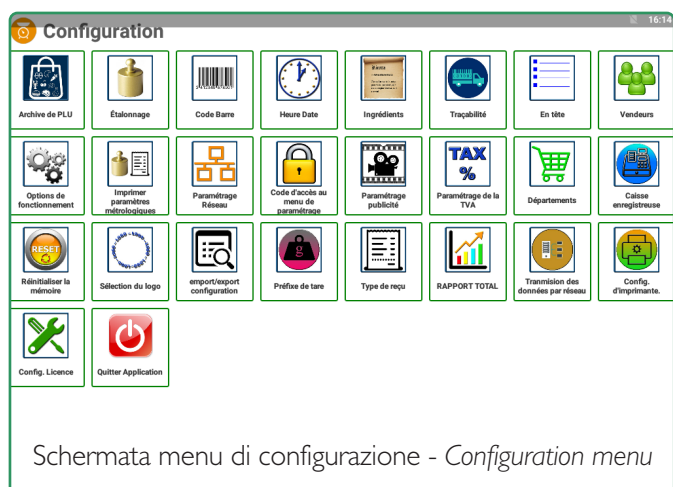 16:14
Configuration
Archive de PLU
Étalonnage
Code Barre
Heure Date
Ingrédients
Traçabilité
En tête
Vendeurs
Options de
fonctionnement
Imprimer
paramètres
métrologiques
Paramétrage
Réseau
Code d'accès au
menu de
paramétrage
Paramétrage
publicité
TAX
%
Paramétrage de la
TVA
Départements
Caisse
enregistreuse
RESET
Réinitialiser la
mémoire
Sélection du logo
emport/export
configuration
g
Préfixe de tare
Type de reçu
RAPPORT TOTAL
Tranmision des
données par réseau
Config.
d'imprimante.
Config. Licence
Quitter Application
Schermata menu di configurazione - Configuration menu